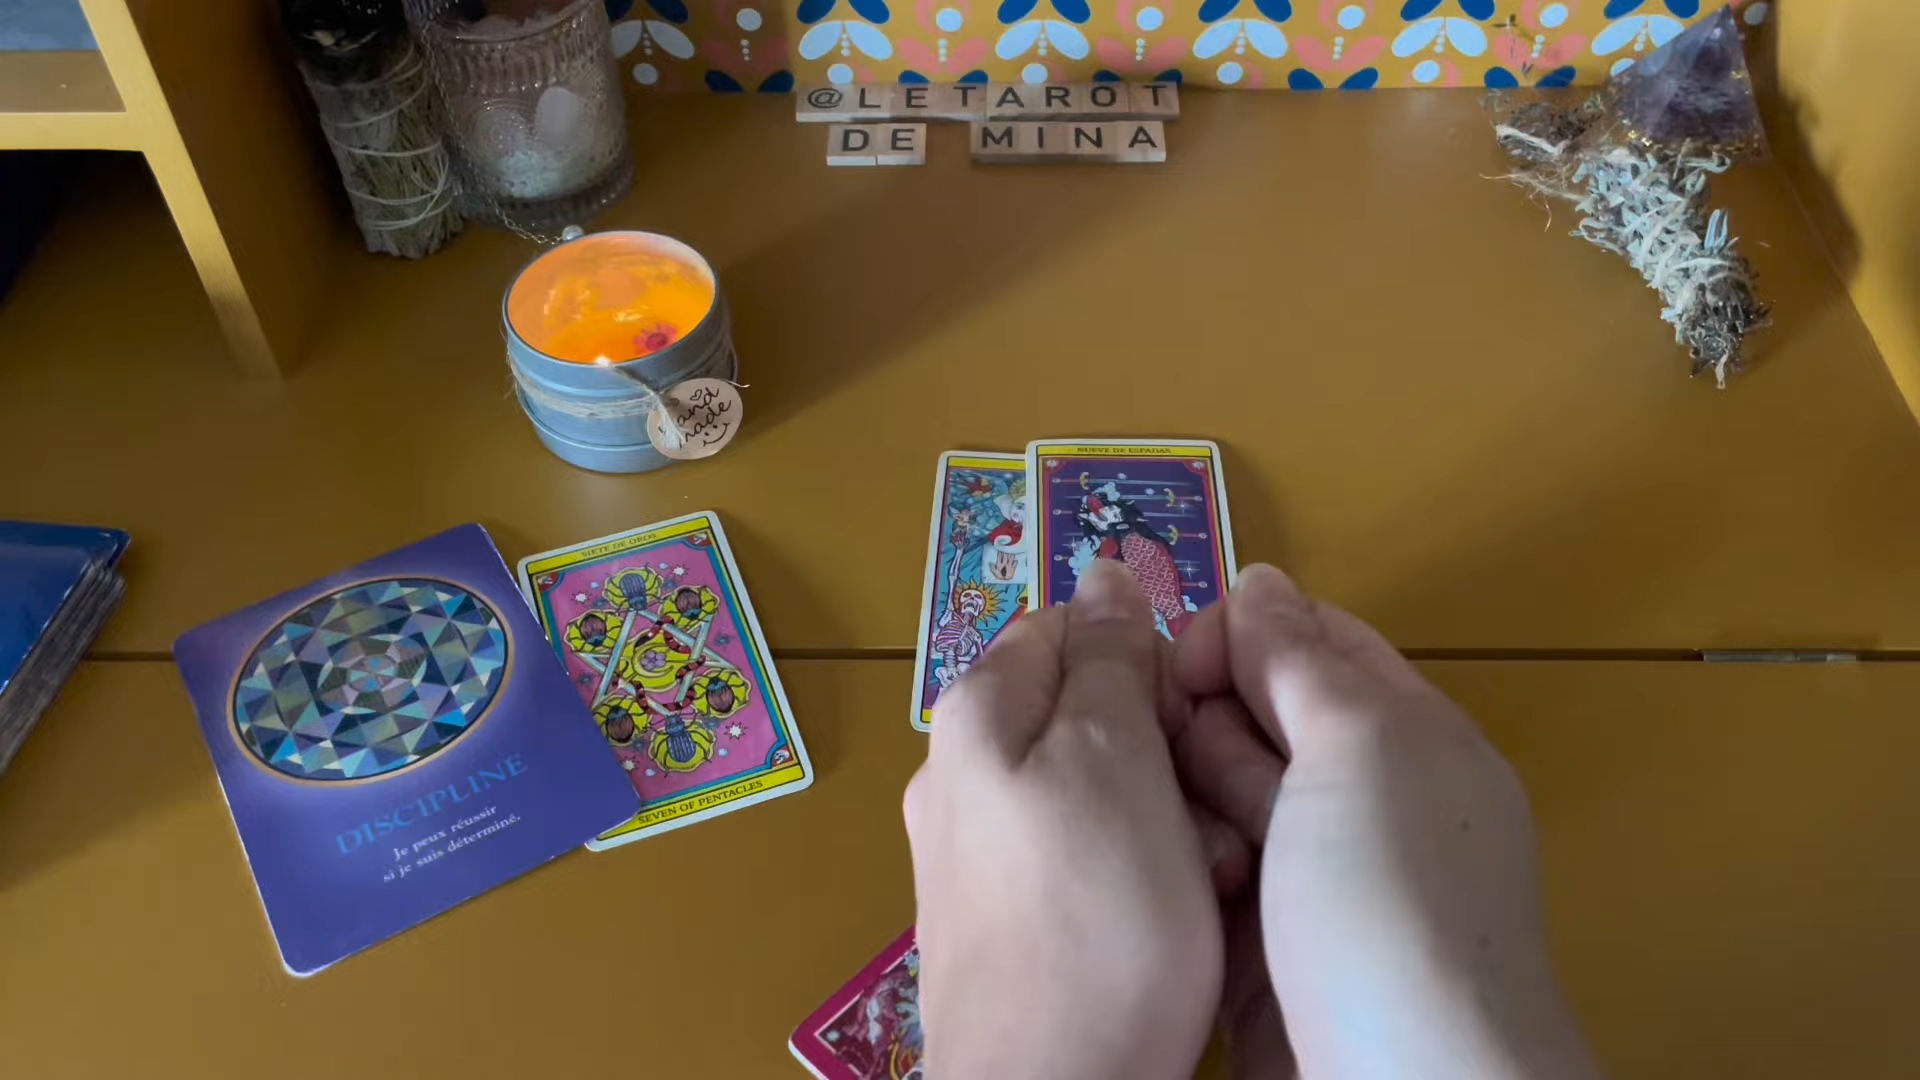 @LETAROT
DE MINA
hand
made
NUEVE DE ESPADAS
SIETE DE OROS
SEVEN OF PENTACLES
DISCIPLINE
Je peux réussir
si je suis déterminé.